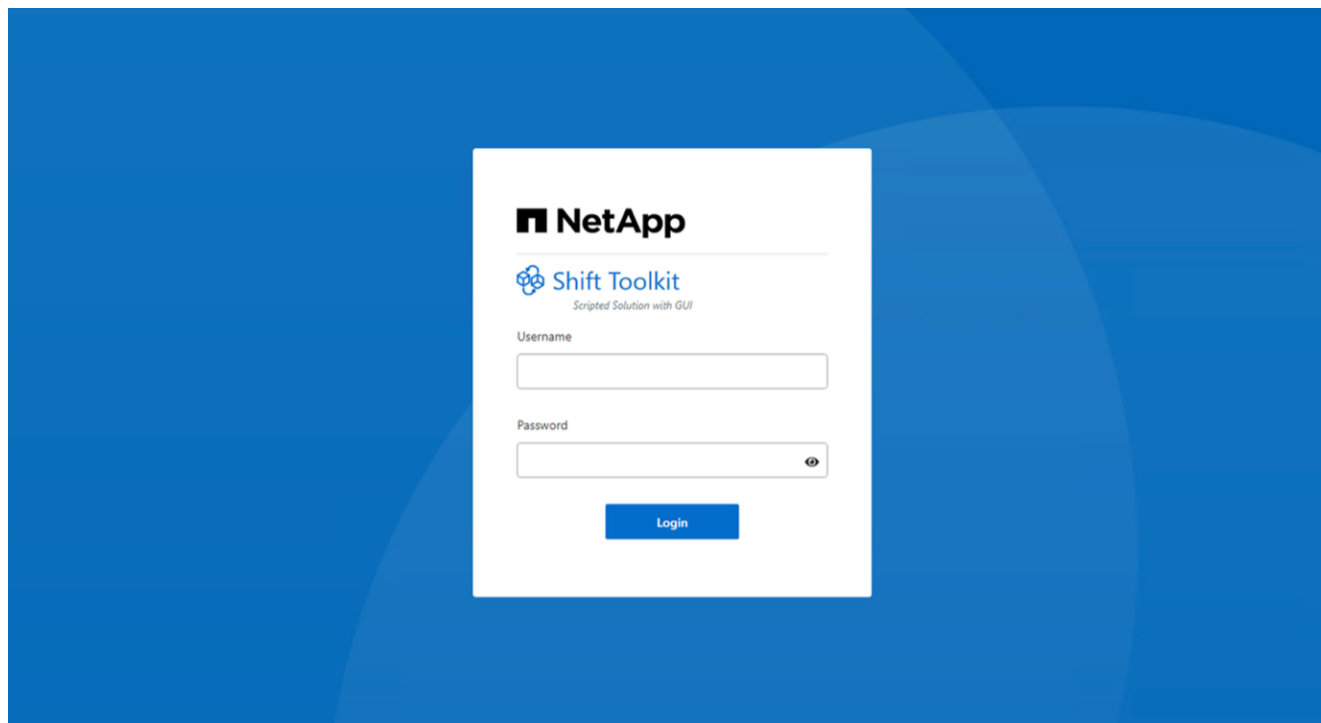 NetApp
Shift Toolkit
Scripted Solution with GUI
Username
Password
Login